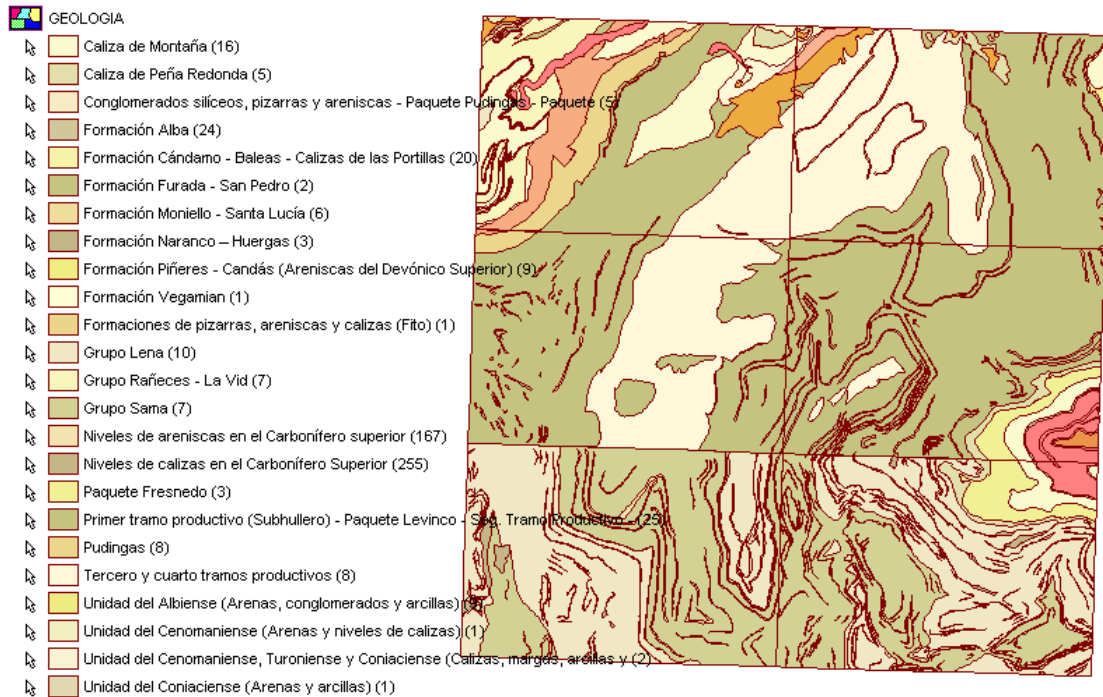 GEOLOGIA
Caliza de Montaña (16)
Caliza de Peña Redonda (5)
Conglomerados silíceos, pizarras y areniscas - Paquete Pudingas - Paquete (5)
Formación Alba (24)
Formación Cándamo - Baleas - Calizas de las Portillas (20)
Formación Furada - San Pedro (2)
Formación Moniello - Santa Lucía (6)
Formación Naranco – Huergas (3)
Formación Piñeres - Candás (Areniscas del Devónico Superior) (9)
Formación Vegamian (1)
Formaciones de pizarras, areniscas y calizas (Fito) (1)
Grupo Lena (10)
Grupo Rañeces - La Vid (7)
Grupo Sama (7)
Niveles de areniscas en el Carbonífero superior (167)
Niveles de calizas en el Carbonífero Superior (255)
Paquete Fresnedo (3)
Primer tramo productivo (Subhullero) - Paquete Levinco - Seg. Tramo Productivo - (25)
Pudingas (8)
Tercero y cuarto tramos productivos (8)
Unidad del Albiense (Arenas, conglomerados y arcillas)
Unidad del Cenomaniense (Arenas y niveles de calizas) (1)
Unidad del Cenomaniense, Turoniense y Coniaciense (Calizas, margas, arcillas y (2)
Unidad del Coniaciense (Arenas y arcillas) (1)